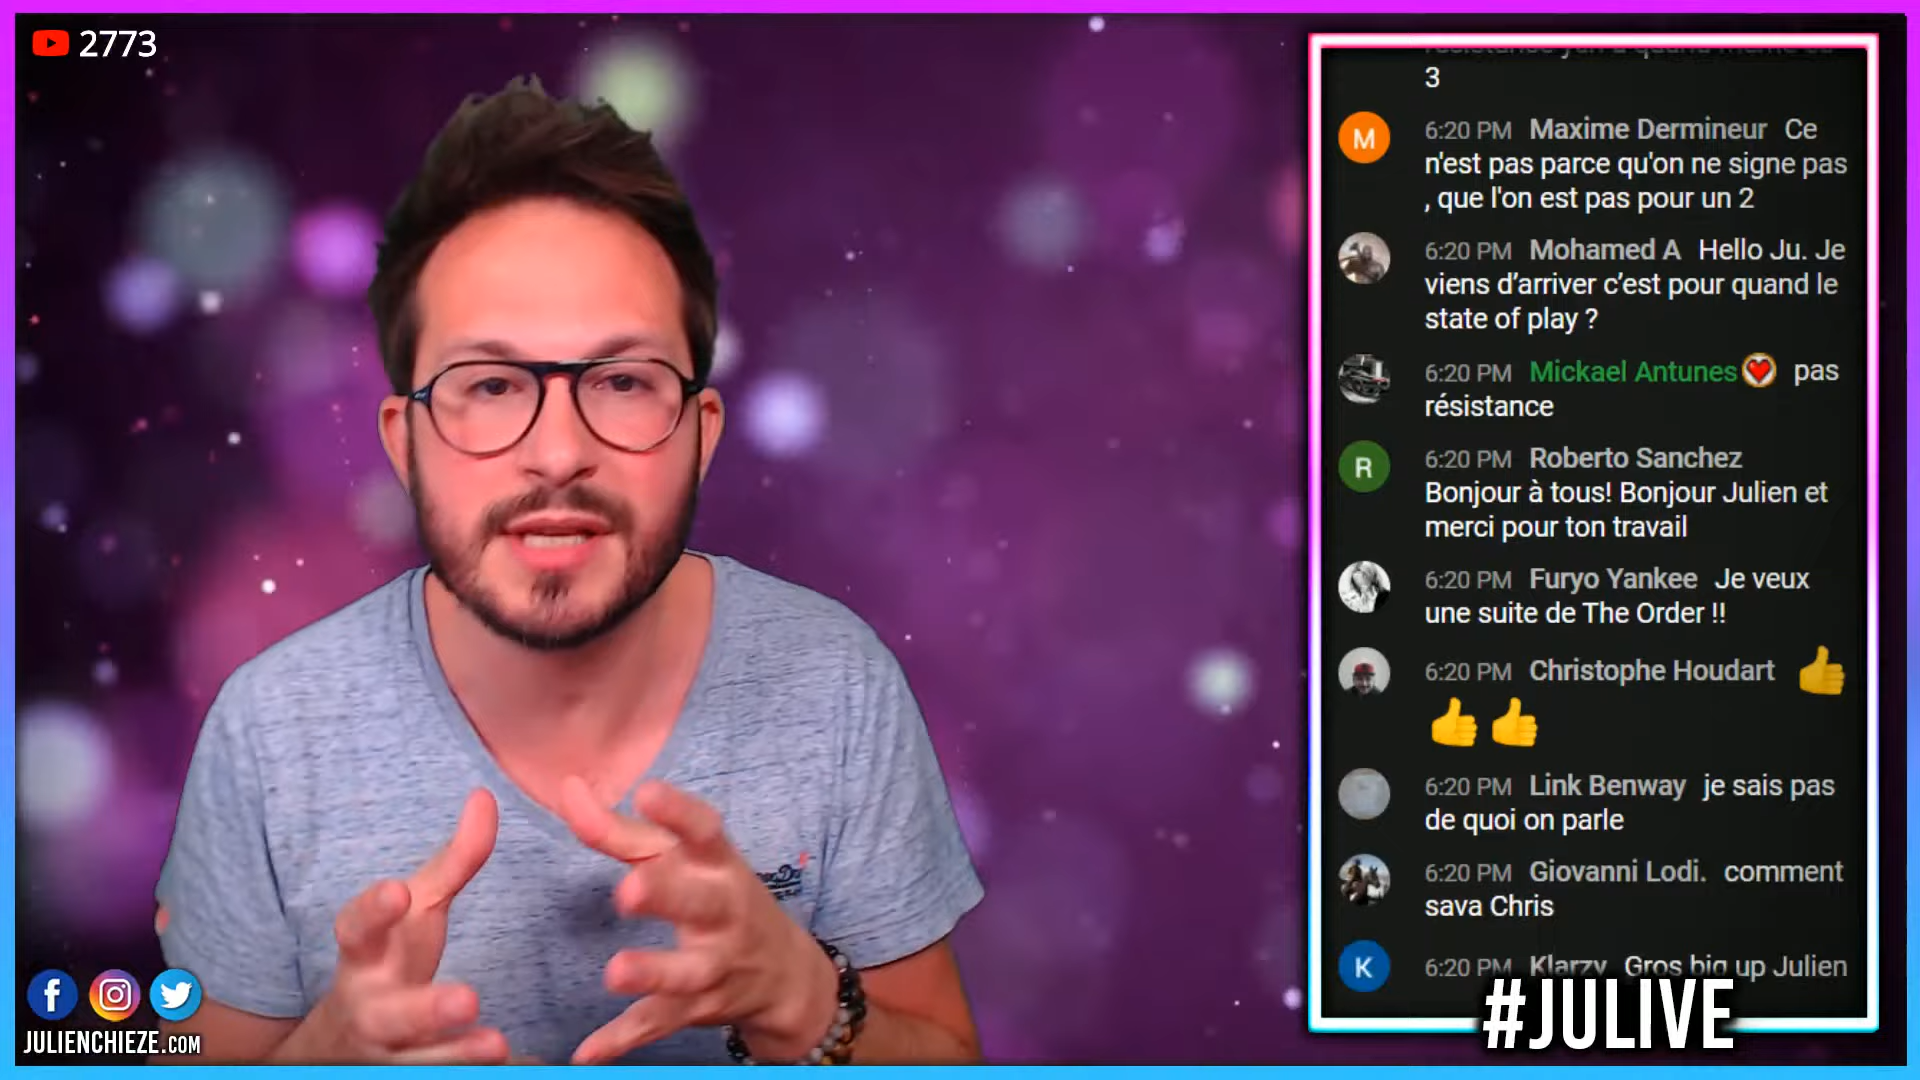 2773
3
M
6:20 PM Maxime Dermineur Ce
n'est pas parce qu'on ne signe pas
, que l'on est pas pour un 2
6:20 PM Mohamed A Hello Ju. Je
viens d’arriver c’est pour quand le
state of play ?
6:20 PM Mickael Antunes pas
résistance
R
6:20 PM Roberto Sanchez
Bonjour à tous! Bonjour Julien et
merci pour ton travail
6:20 PM Furyo Yankee Je veux
une suite de The Order !!
6:20 PM Christophe Houdart 👍
👍 👍
6:20 PM Link Benway je sais pas
de quoi on parle
6:20 PM Giovanni Lodi. comment
sava Chris
K
6:20 PM Klarzy Gros big up Julien
#JULIVE
JULIENCHIEZE.COM